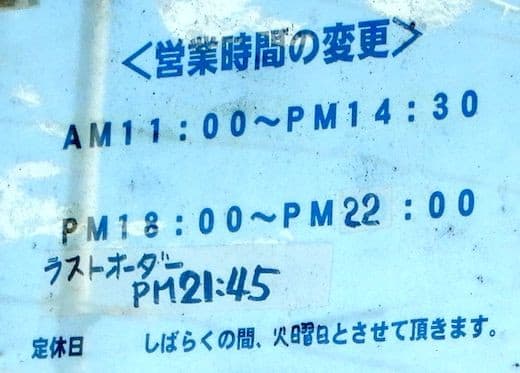 ＜営業時間の変更＞
AM11：00～PM14：30
PM18：00～PM22：00
ラストオーダー
PM21:45
定休日　しばらくの間、火曜日とさせて頂きます。